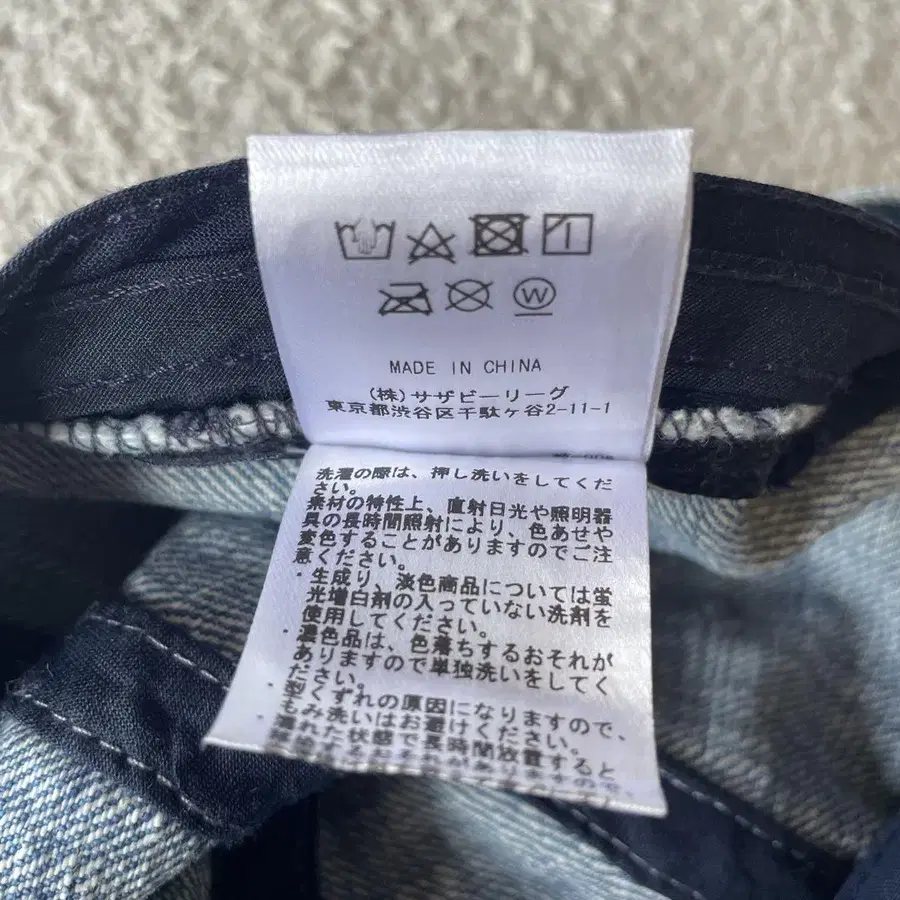 W
MADE IN CHINA
(株)サザビーリーグ
東京都渋谷区千駄ヶ谷2-11-1
洗濯の際は、押し洗いをしてくだ
さい。
素材の特性上、直射日光や照明器
具の長時間照射により、色あせや
変色することがありますのでご注
意ください。
・生成り、淡色商品については蛍
光増白剤の入っていない洗剤を
使用してください。
・濃色品は、色落ちするおそれが
ありますので単独洗いをしてく
ださい。
・型くずれの原因になりますので、
もみ洗いはお避けください。
・濡れた状態で長時間放置すると